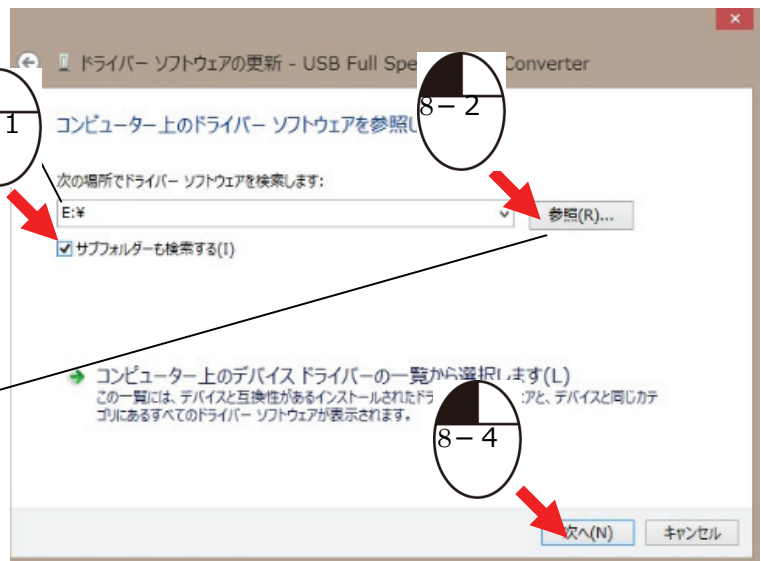 ドライバー ソフトウェアの更新 - USB Full Spe Converter
8－2
1
コンピューター上のドライバー ソフトウェアを参照し
次の場所でドライバー ソフトウェアを検索します:
E:¥
参照(R)...
サブフォルダーも検索する(I)
コンピューター上のデバイス ドライバーの一覧から選択します(L)
この一覧には、デバイスと互換性があるインストールされたドラ ェアと、デバイスと同じカテ
ゴリにあるすべてのドライバー ソフトウェアが表示されます。
8－4
次へ(N)
キャンセル